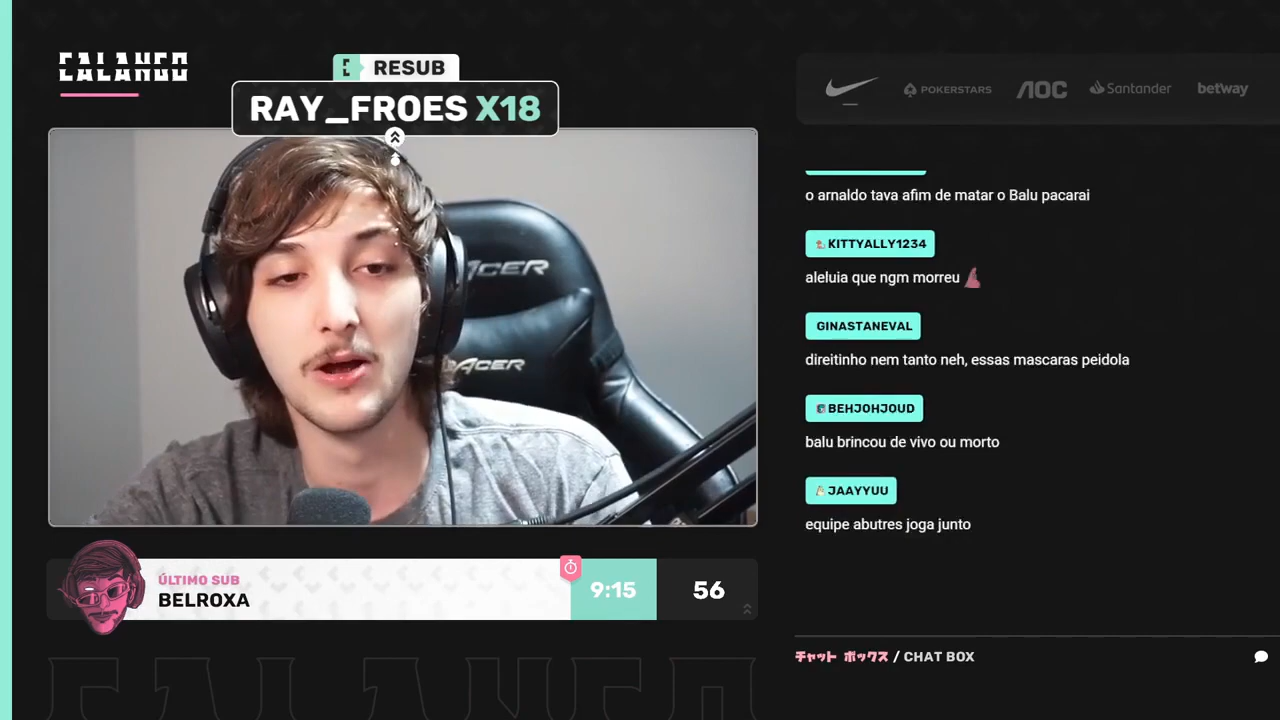 CALANGO
RESUB
RAY_FROES X18
ACER
ACER
ÚLTIMO SUB
BELROXA
9:15
56
CALANGO
POKERSTARS
AOC
Santander
betway
o arnaldo tava afim de matar o Balu pacarai
KITTYALLY1234
aleluia que ngm morreu
GINASTANEVAL
direitinho nem tanto neh, essas mascaras peidola
BEHJOHJOUD
balu brincou de vivo ou morto
JAAYYUU
equipe abutres joga junto
チャット ボックス / CHAT BOX